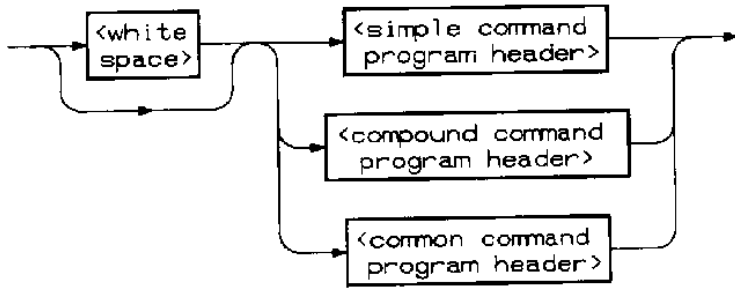 <white
space>
<simple command
program header>
<compound command
program header>
<common command
program header>